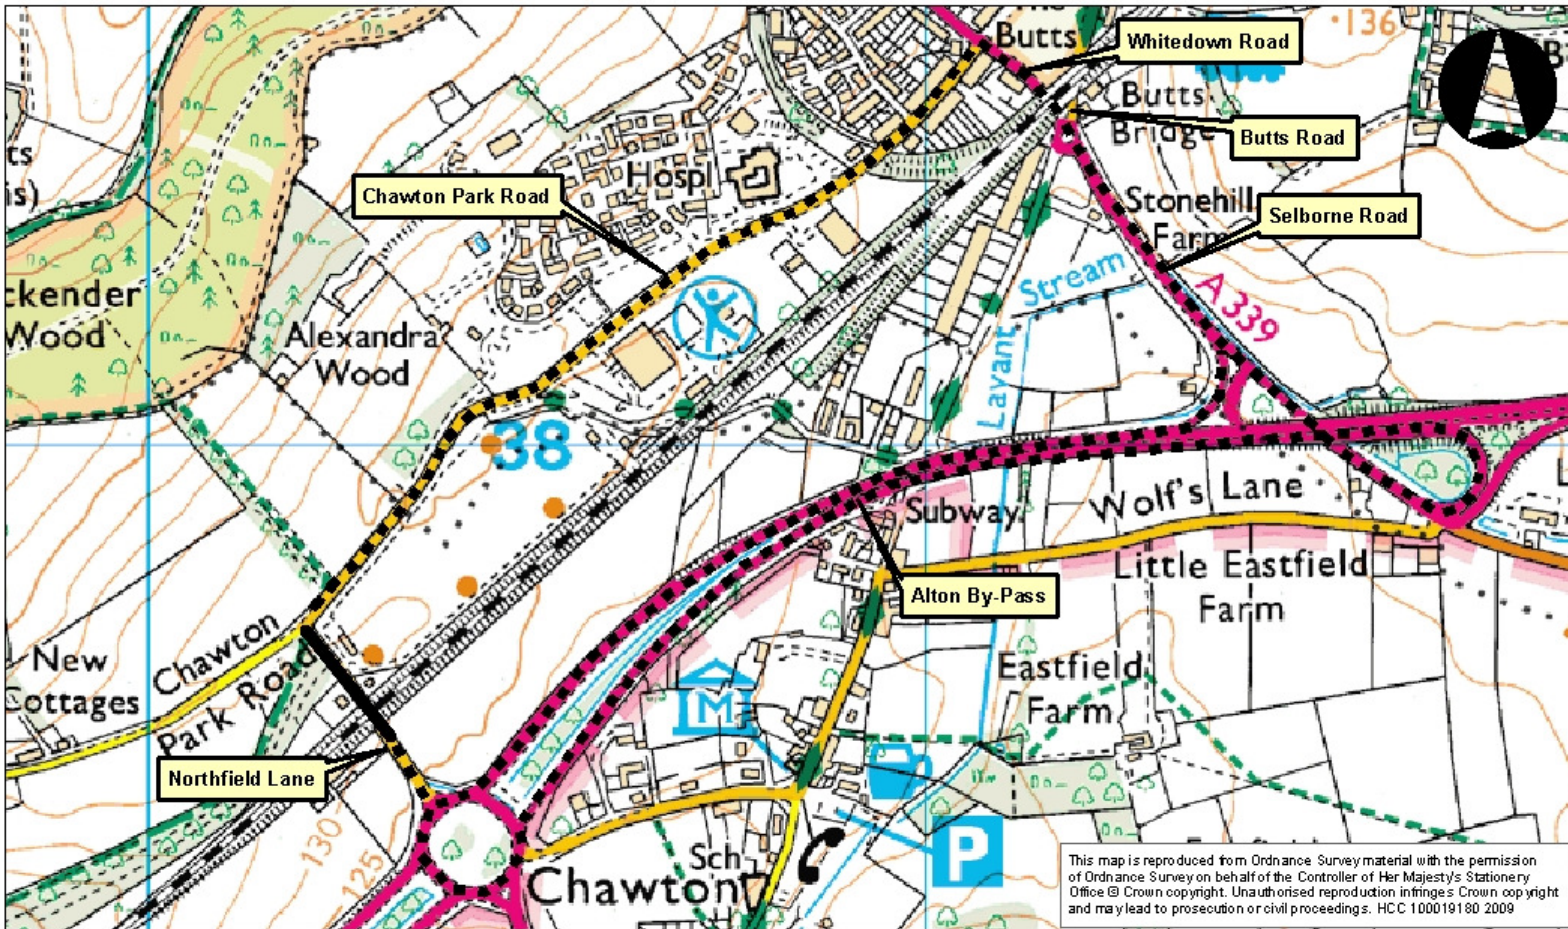 Butts
Whitedown Road
136
Butts
Bridge
Butts Road
ts
is)
Hospl
Chawton Park Road
Stonehill
Farm
Selborne Road
Stream
A 339
ckender
Wood
Alexandra
Wood
Lavant
38
Wolf's Lane
Subway
Little Eastfield
Farm
Alton By-Pass
Chawton
Park Road
New
Cottages
Eastfield
Farm
M
Northfield Lane
130
125
P
Sch
Chawton
This map is reproduced from Ordnance Survey material with the permission
of Ordnance Survey on behalf of the Controller of Her Majesty's Stationery
Office © Crown copyright. Unauthorised reproduction infringes Crown copyright
and may lead to prosecution or civil proceedings. HCC 100019180 2009